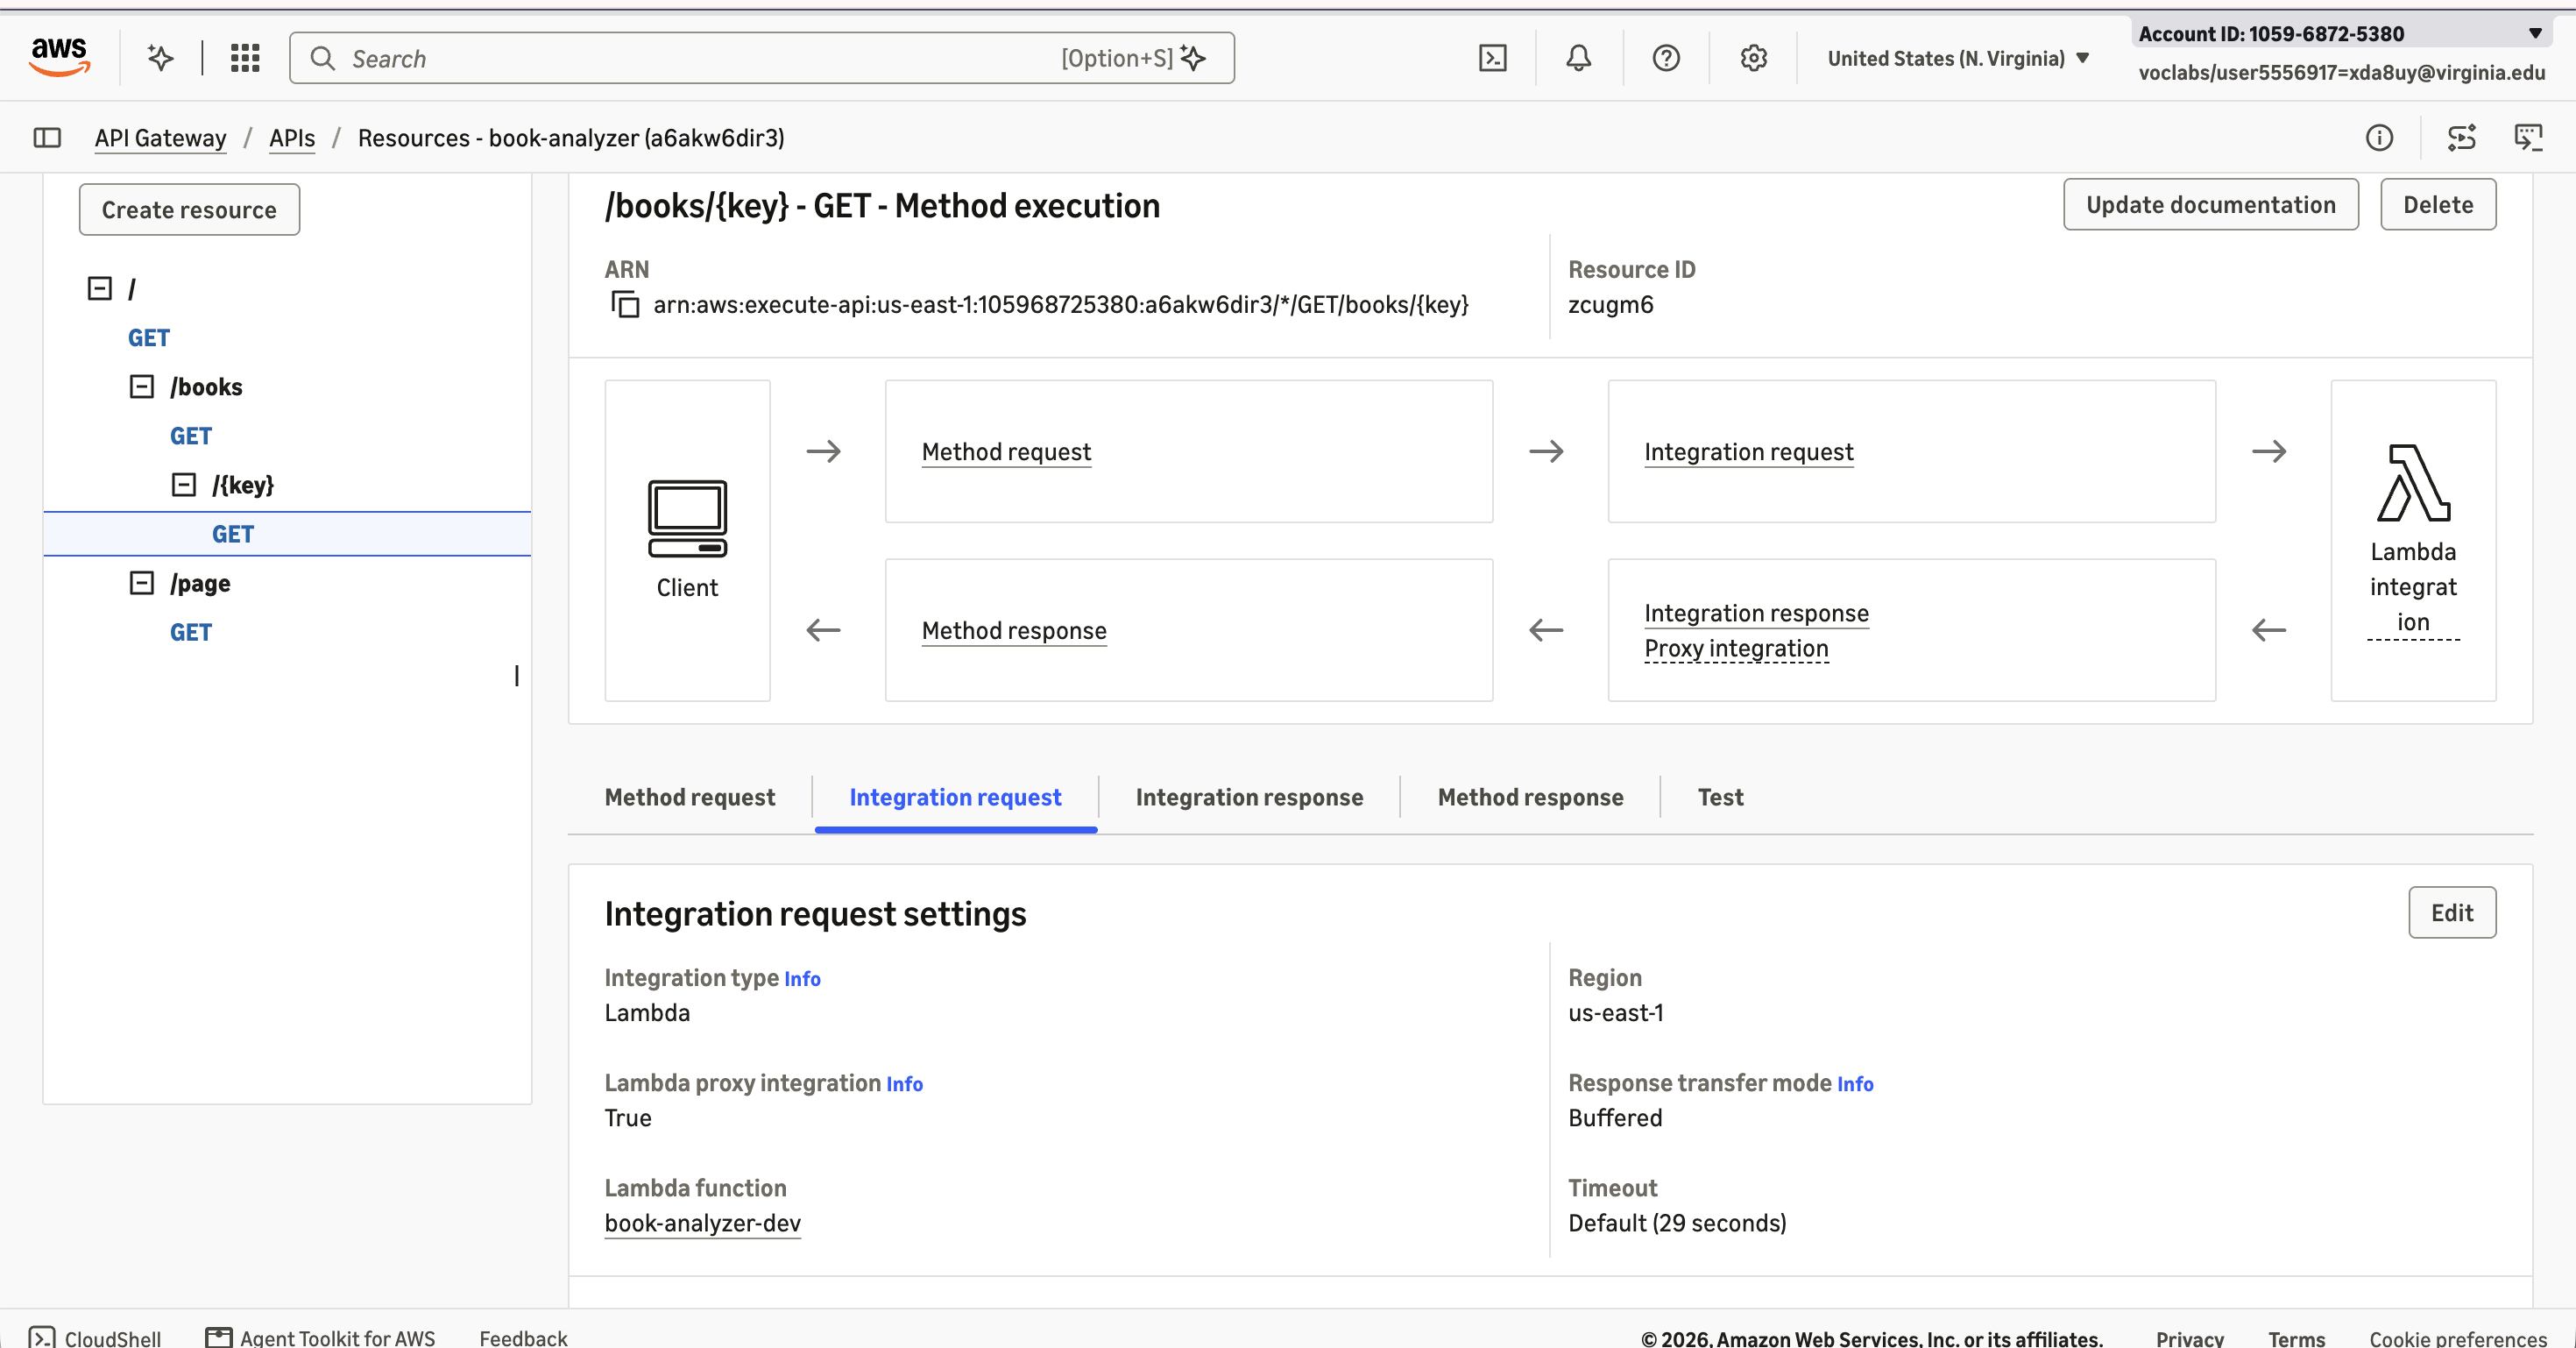 aws
Search
[Option+S]
United States (N. Virginia)
Account ID: 1059-6872-5380
voclabs/user5556917=xda8uy@virginia.edu
API Gateway / APIs / Resources - book-analyzer (a6akw6dir3)
Create resource
/
GET
/books
GET
/{key}
GET
/page
GET
/books/{key} - GET - Method execution
Update documentation
Delete
ARN
arn:aws:execute-api:us-east-1:105968725380:a6akw6dir3/*/GET/books/{key}
Resource ID
zcugm6
Client
Method request
Integration request
Method response
Integration response
Proxy integration
Lambda
integrat
ion
Method request
Integration request
Integration response
Method response
Test
Integration request settings
Edit
Integration type Info
Lambda
Region
us-east-1
Lambda proxy integration Info
True
Response transfer mode Info
Buffered
Lambda function
book-analyzer-dev
Timeout
Default (29 seconds)
CloudShell
Agent Toolkit for AWS
Feedback
© 2026, Amazon Web Services, Inc. or its affiliates.
Privacy
Terms
Cookie preferences